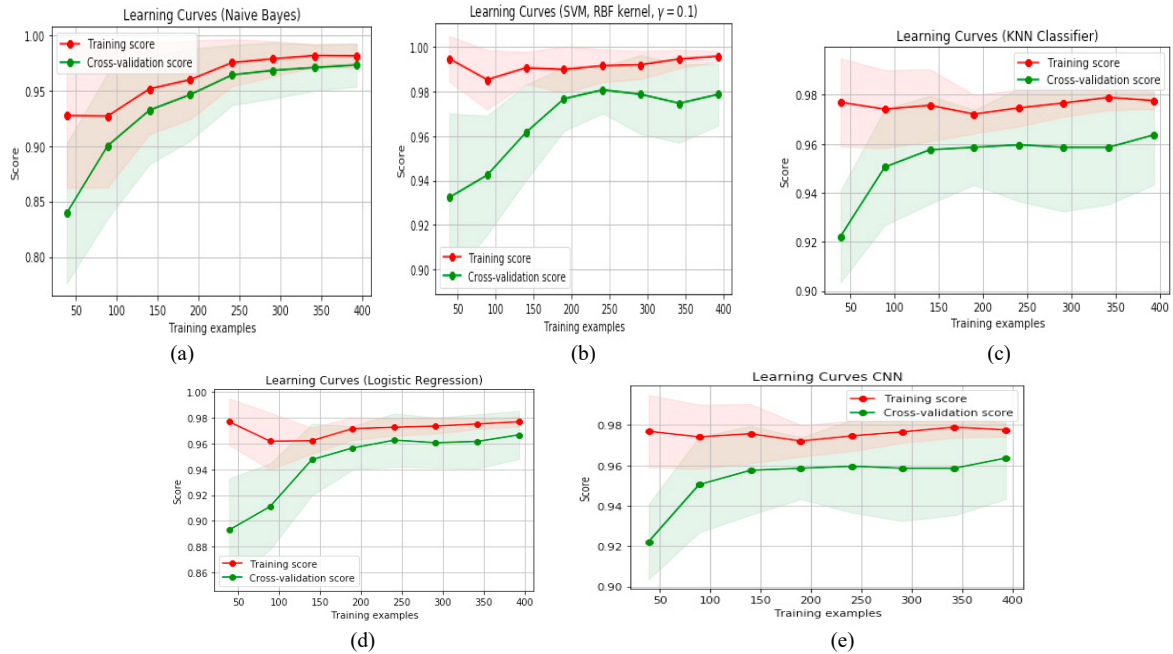 Learning Curves (Naive Bayes)
1.00
0.95
0.90
0.85
0.80
Score
Training score
Cross-validation score
50 100 150 200 250 300 350 400
Training examples
(a)
Learning Curves (SVM, RBF kernel, γ = 0.1)
1.00
0.98
0.96
0.94
0.92
0.90
Score
Training score
Cross-validation score
50 100 150 200 250 300 350 400
Training examples
(b)
Learning Curves (KNN Classifier)
0.98
0.96
0.94
0.92
0.90
Score
Training score
Cross-validation score
50 100 150 200 250 300 350 400
Training examples
(c)
Learning Curves (Logistic Regression)
1.00
0.98
0.96
0.94
0.92
0.90
0.88
0.86
Score
Training score
Cross-validation score
50 100 150 200 250 300 350 400
Training examples
(d)
Learning Curves CNN
0.98
0.96
0.94
0.92
0.90
Score
Training score
Cross-validation score
50 100 150 200 250 300 350 400
Training examples
(e)